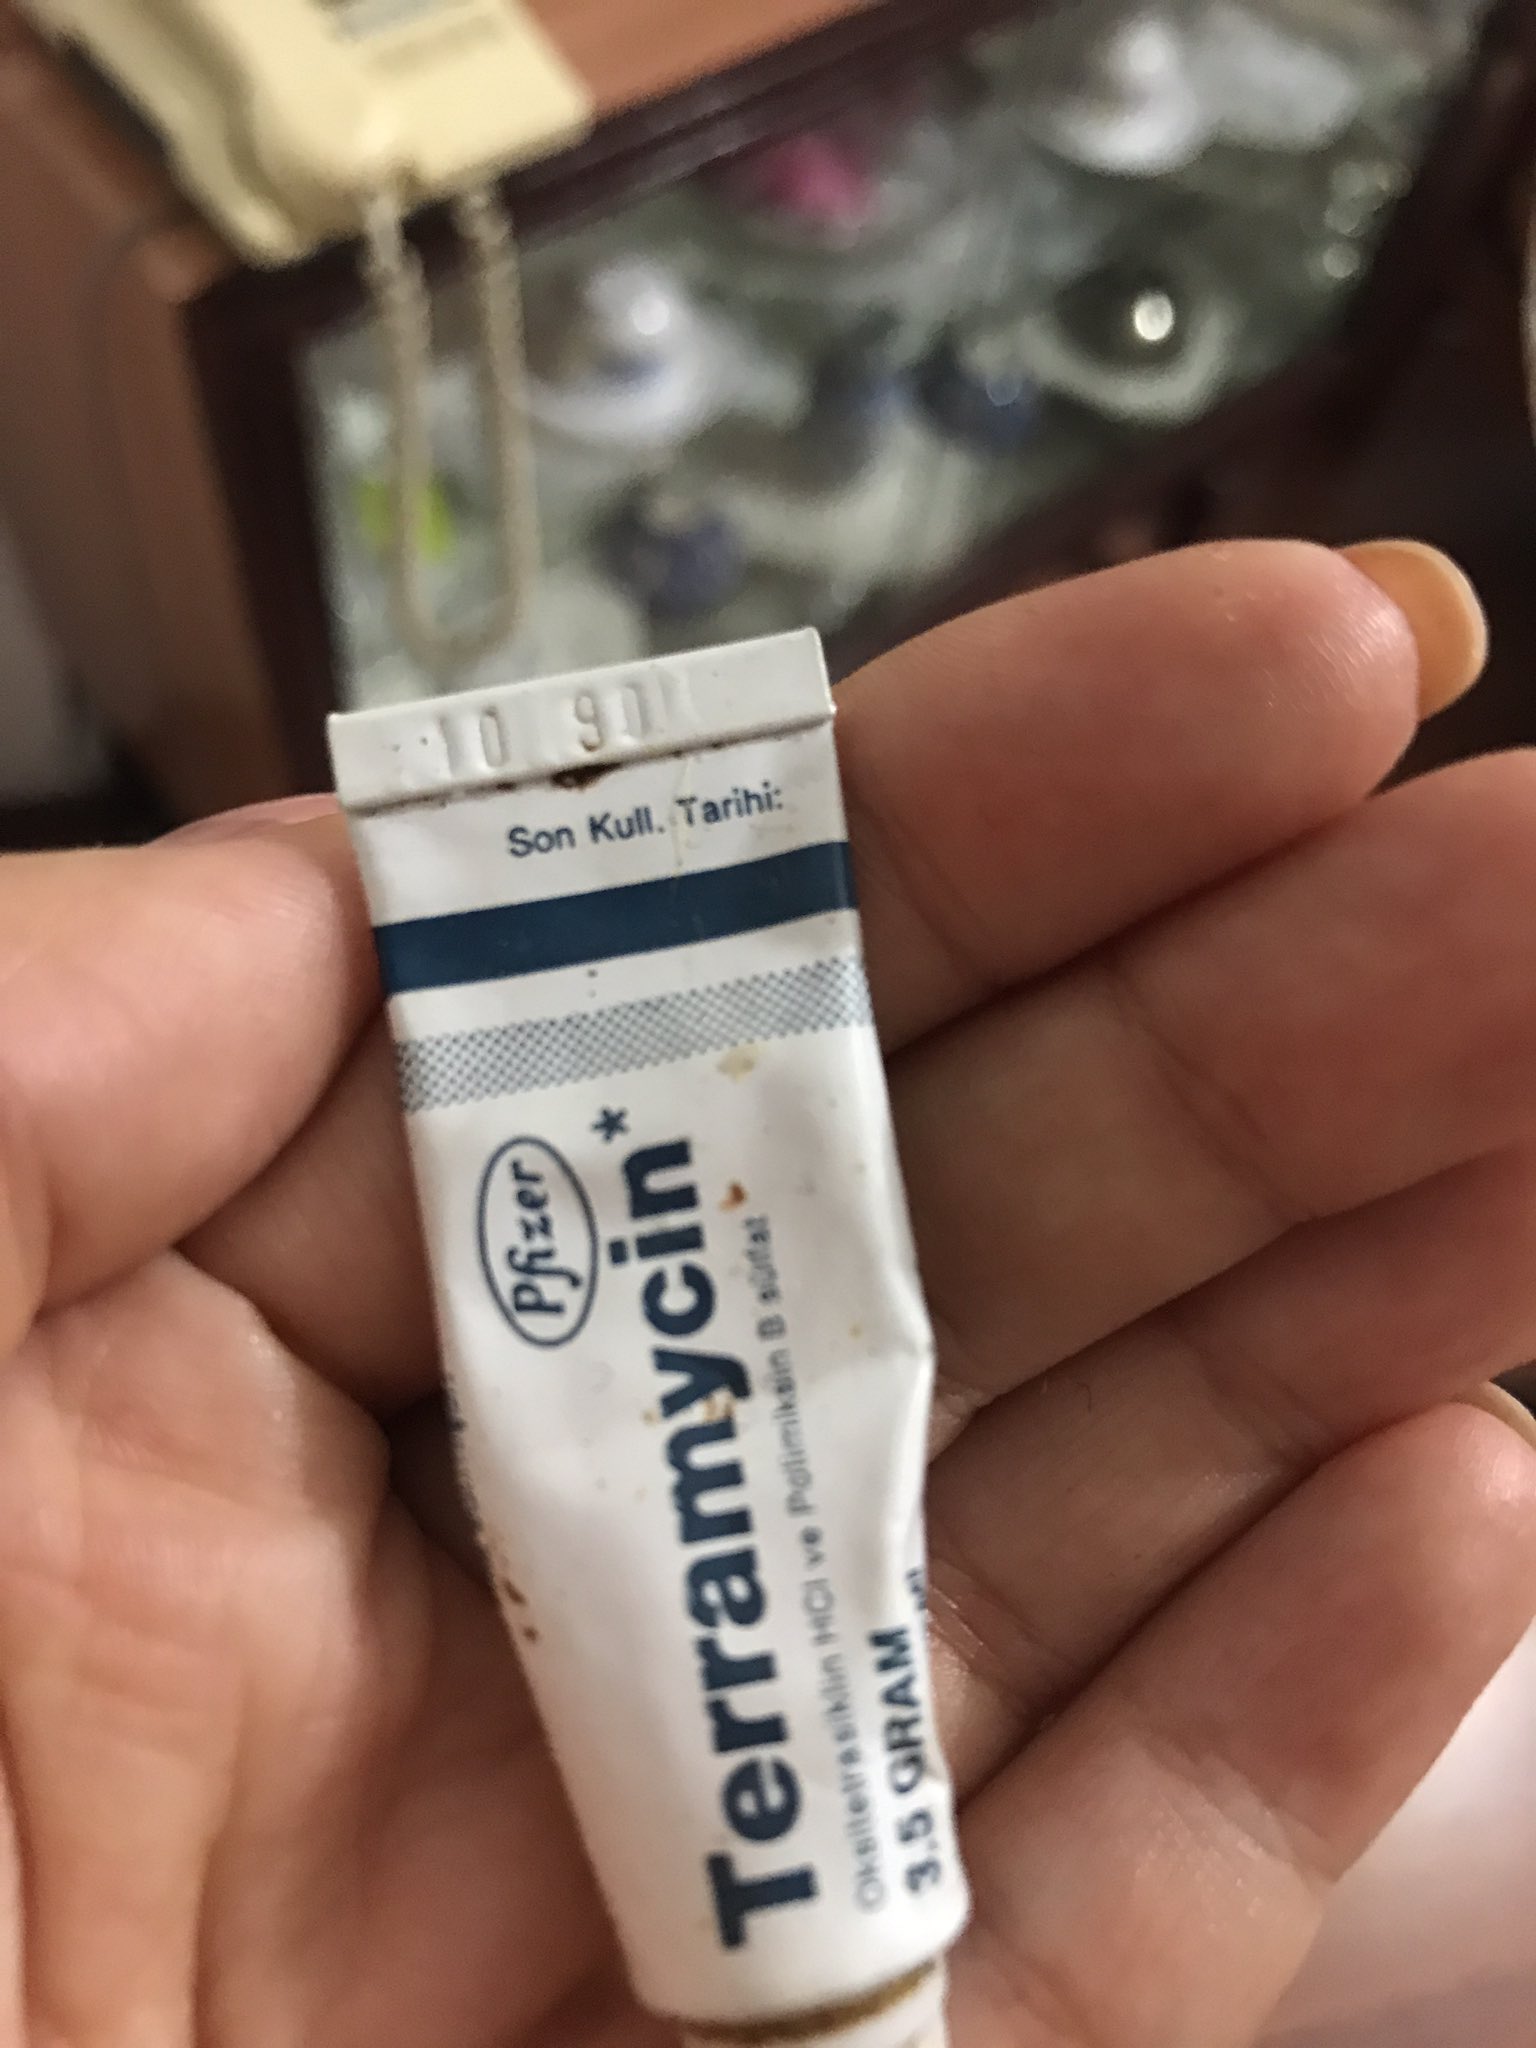 10 90
Son Kull. Tarihi:
Pfizer
Terramycin*
Oksitetrasiklin HCl ve Polimiksin B sülfat
3.5 GRAM